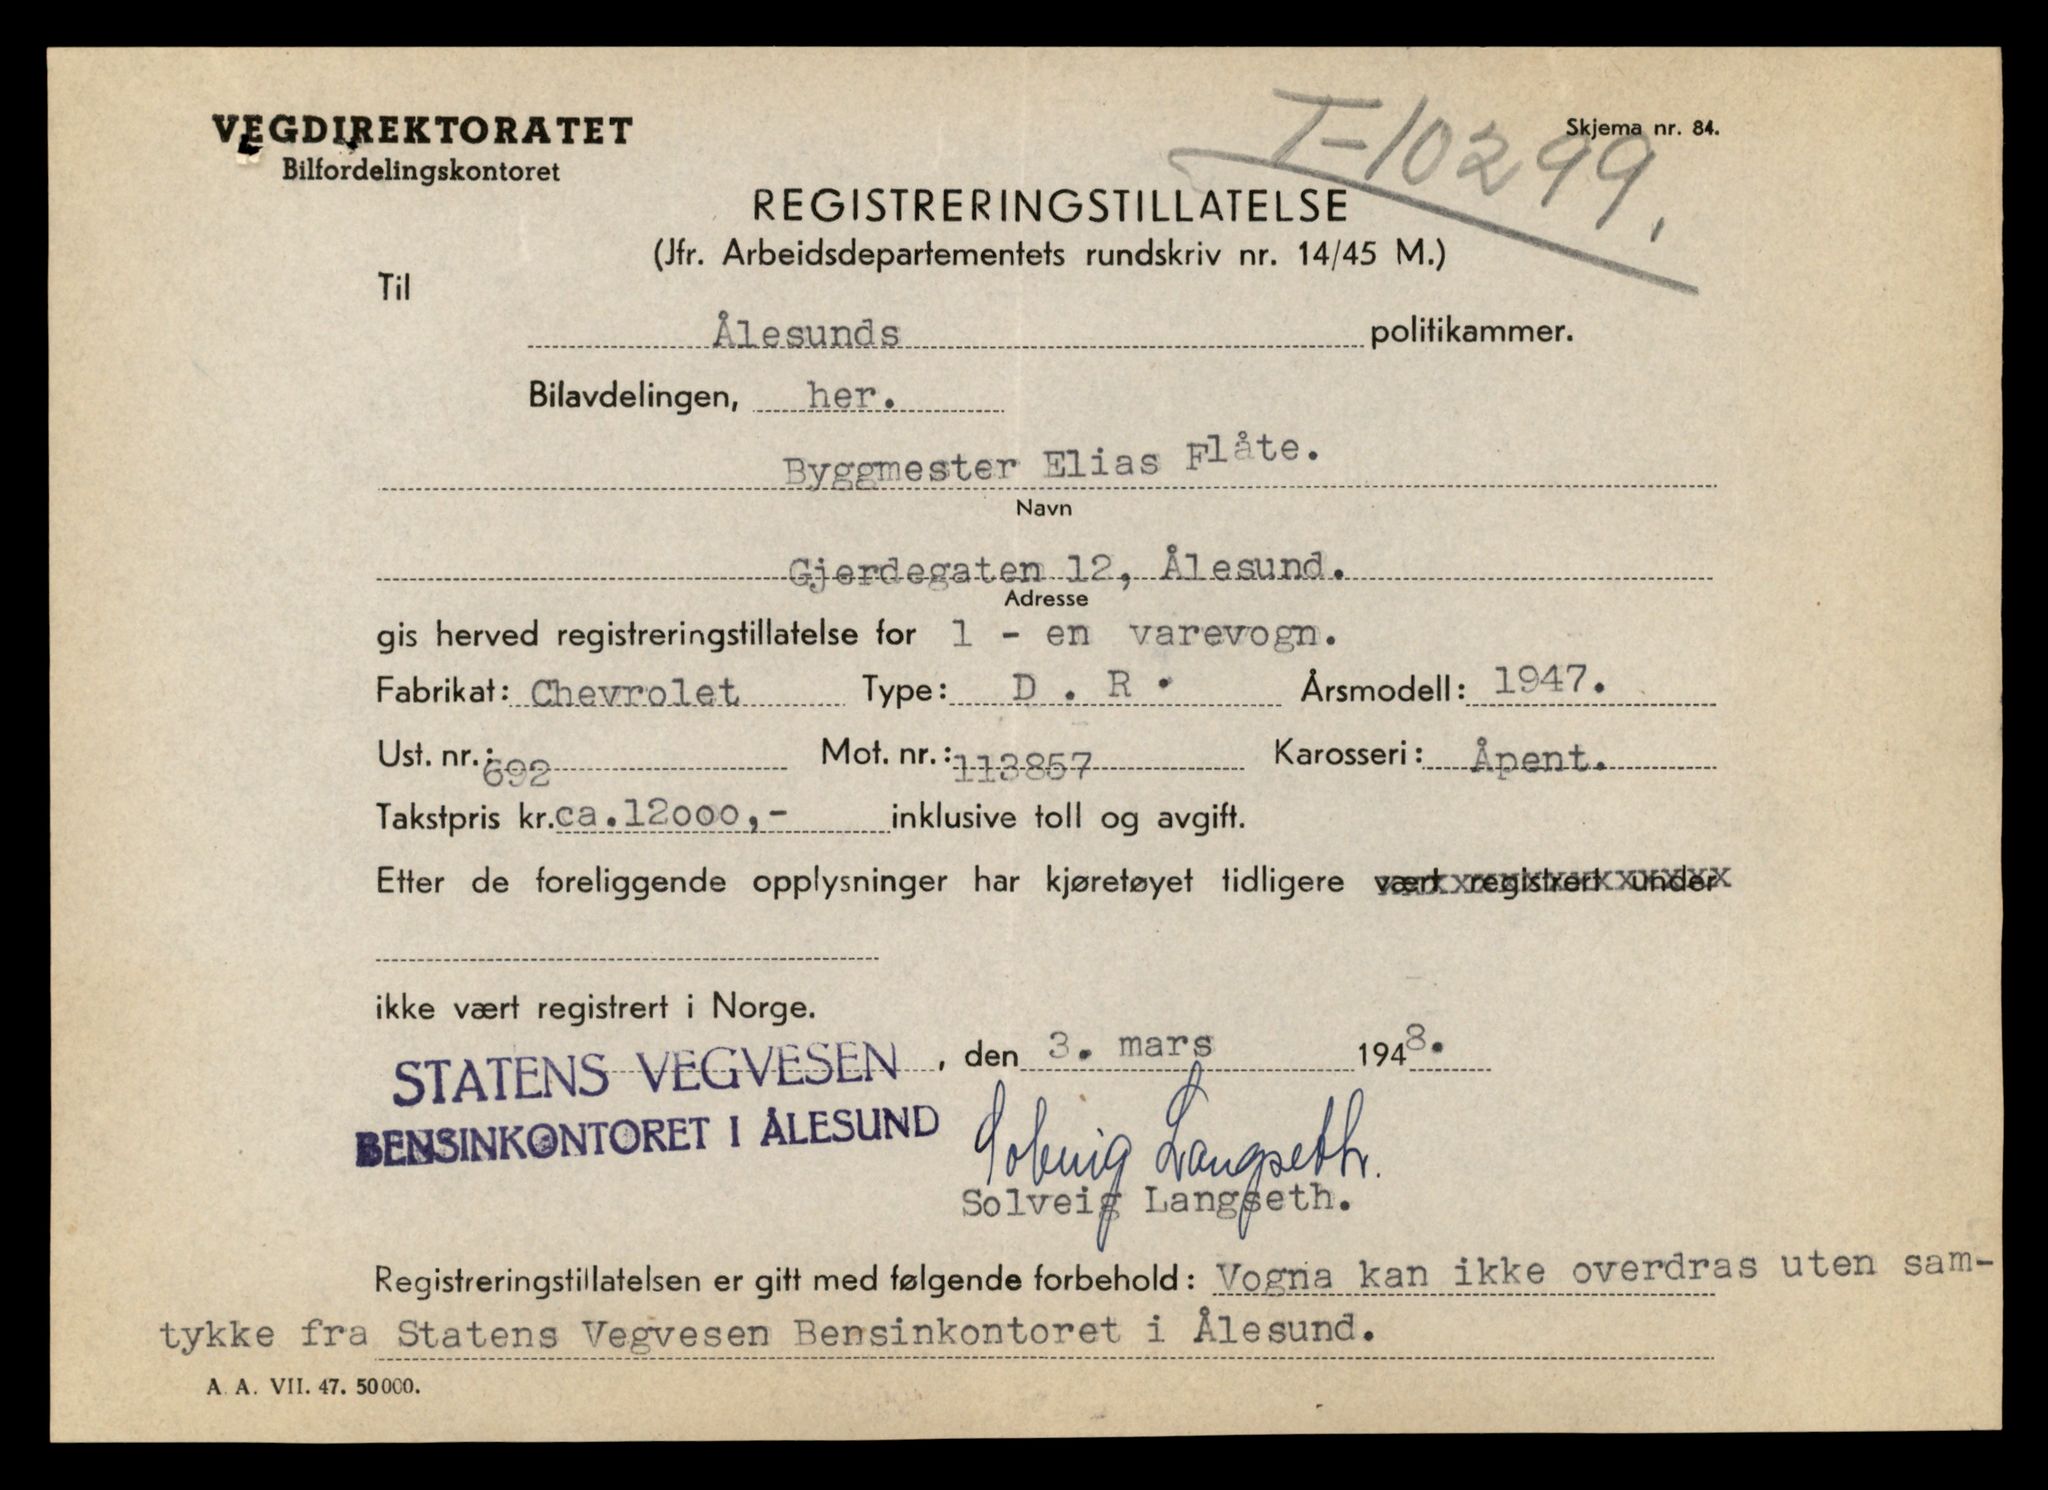 VEGDIREKTORATET
Bilfordelingskontoret
Skjema nr. 84.
T-10299.
REGISTRERINGSTILLATELSE
(Jfr. Arbeidsdepartementets rundskriv nr. 14/45 M.)
Til
Ålesunds politikammer.
Bilavdelingen, her.
Byggmester Elias Flåte.
Navn
Gjerdegaten 12, Ålesund.
Adresse
gis herved registreringstillatelse for 1 - en varevogn.
Fabrikat: Chevrolet Type: D . R . Årsmodell: 1947.
Ust. nr.: 692 Mot. nr.: 113857 Karosseri: Åpent.
Takstpris kr. ca.12000,- inklusive toll og avgift.
Etter de foreliggende opplysninger har kjøretøyet tidligere vært registrert under
ikke vært registrert i Norge.
STATENS VEGVESEN , den 3. mars 1948.
BENSINKONTORET I ÅLESUND
Solveig Langseth.
Solveig Langseth.
Registreringstillatelsen er gitt med følgende forbehold: Vogna kan ikke overdras uten sam-
tykke fra Statens Vegvesen Bensinkontoret i Ålesund.
A. A. VII. 47. 50000.